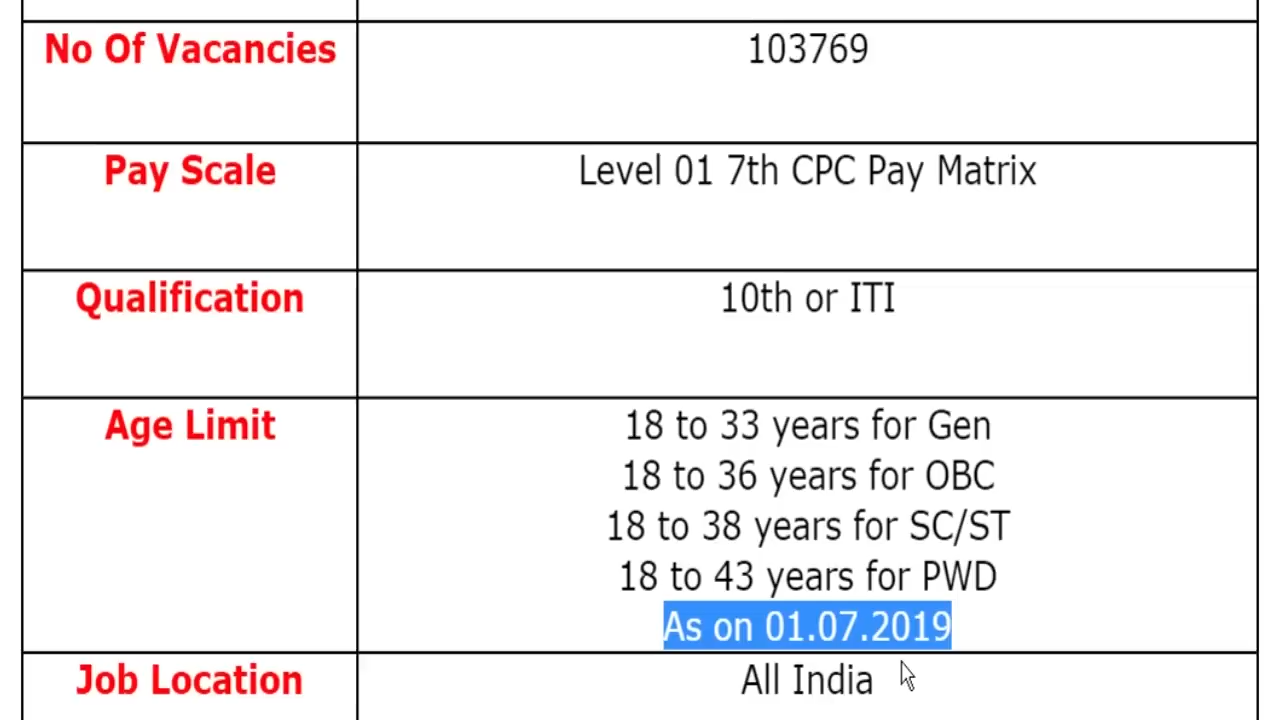 No Of Vacancies 103769
Pay Scale Level 01 7th CPC Pay Matrix
Qualification 10th or ITI
Age Limit 18 to 33 years for Gen
18 to 36 years for OBC
18 to 38 years for SC/ST
18 to 43 years for PWD
As on 01.07.2019
Job Location All India